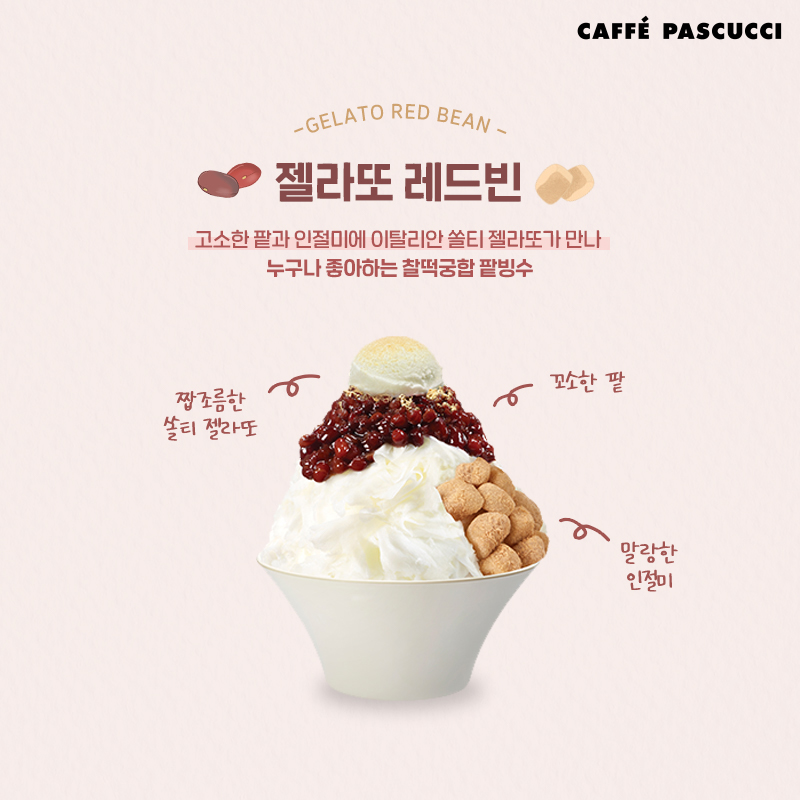 CAFFÉ PASCUCCI
-GELATO RED BEAN-
젤라또 레드빈
고소한 팥과 인절미에 이탈리안 쏠티 젤라또가 만나
누구나 좋아하는 찰떡궁합 팥빙수
짭조름한
쏠티 젤라또
꼬소한 팥
말랑한
인절미